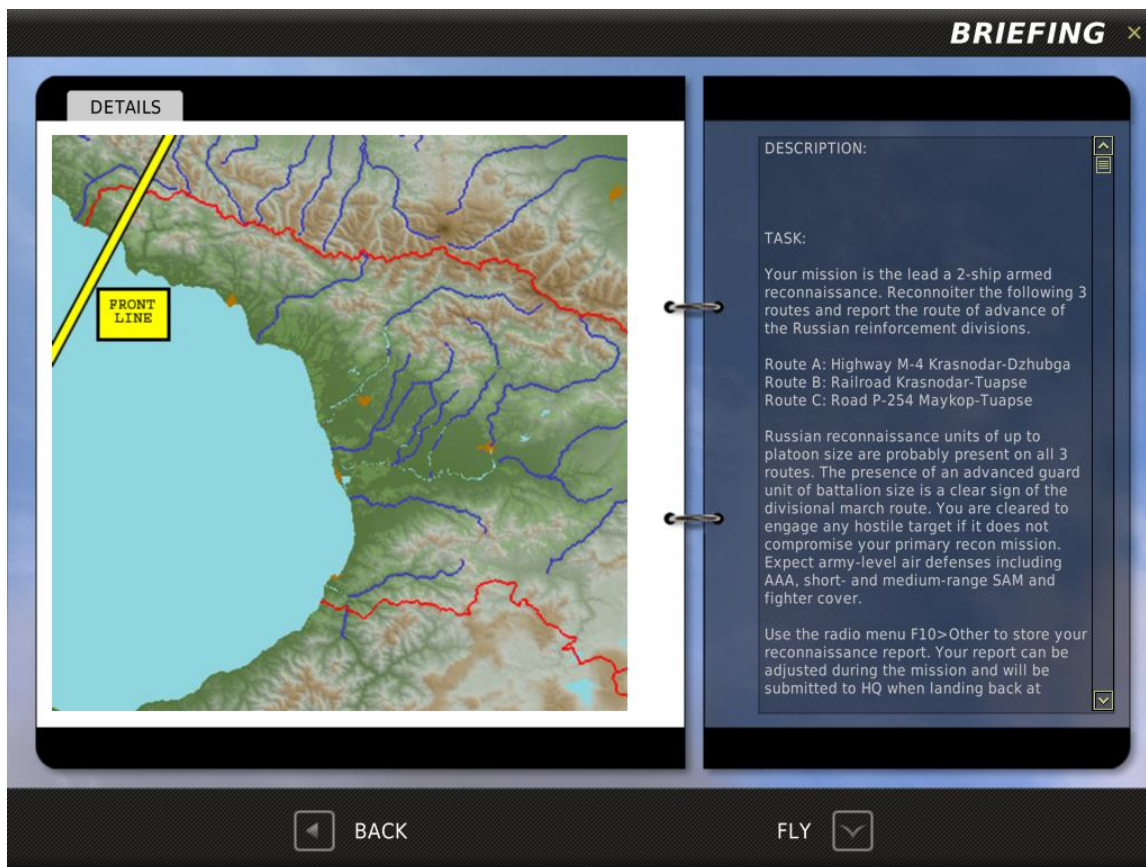 BRIEFING
DETAILS
FRONT
LINE
DESCRIPTION:
TASK:
Your mission is the lead a 2-ship armed
reconnaissance. Reconnoiter the following 3
routes and report the route of advance of
the Russian reinforcement divisions.
Route A: Highway M-4 Krasnodar-Dzhubga
Route B: Railroad Krasnodar-Tuapse
Route C: Road P-254 Maykop-Tuapse
Russian reconnaissance units of up to
platoon size are probably present on all 3
routes. The presence of an advanced guard
unit of battalion size is a clear sign of the
divisional march route. You are cleared to
engage any hostile target if it does not
compromise your primary recon mission.
Expect army-level air defenses including
AAA, short- and medium-range SAM and
fighter cover.
Use the radio menu F10>Other to store your
reconnaissance report. Your report can be
adjusted during the mission and will be
submitted to HQ when landing back at
BACK
FLY